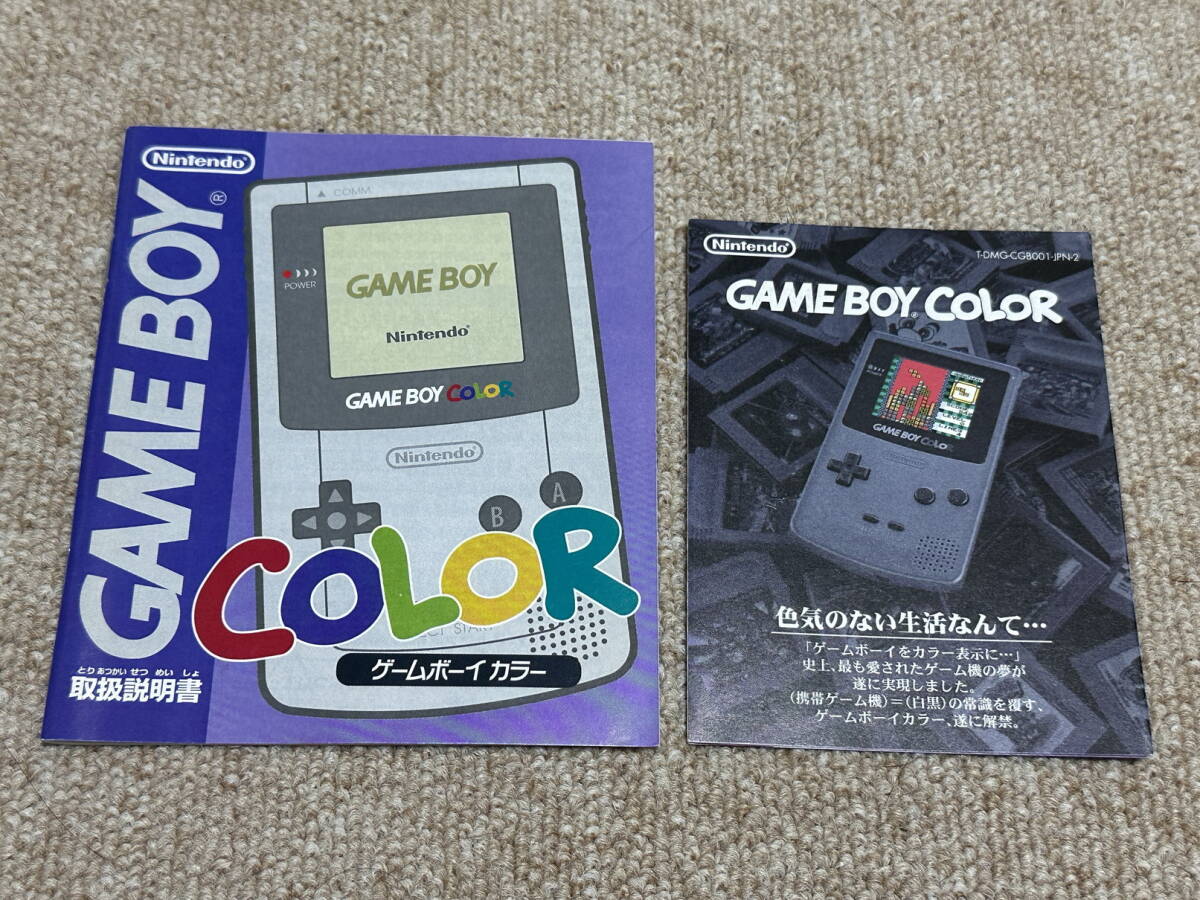 Nintendo
GAME BOY®
とりあつかい せつ めい しょ
取扱説明書
COMM.
POWER
GAME BOY
Nintendo®
GAME BOY COLOR
Nintendo
A
B
COLOR
START
ゲームボーイ カラー
Nintendo
T-DMG-CGB001-JPN-2
GAME BOY COLOR
GAME BOY COLOR
色気のない生活なんて…
「ゲームボーイをカラー表示に…」
史上、最も愛されたゲーム機の夢が
遂に実現しました。
(携帯ゲーム機)=(白黒)の常識を覆す、
ゲームボーイカラー、遂に解禁。